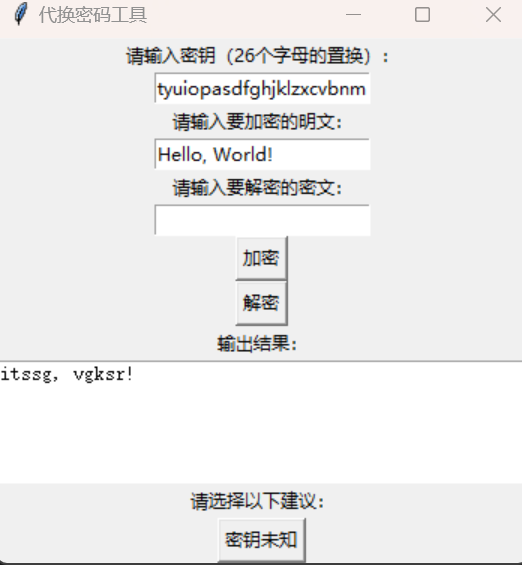 代换密码工具
请输入密钥（26个字母的置换）：
tyuiopasdfghjklzxcvbnm
请输入要加密的明文：
Hello, World!
请输入要解密的密文：
加密
解密
输出结果：
itssg, vgksr!
请选择以下建议：
密钥未知